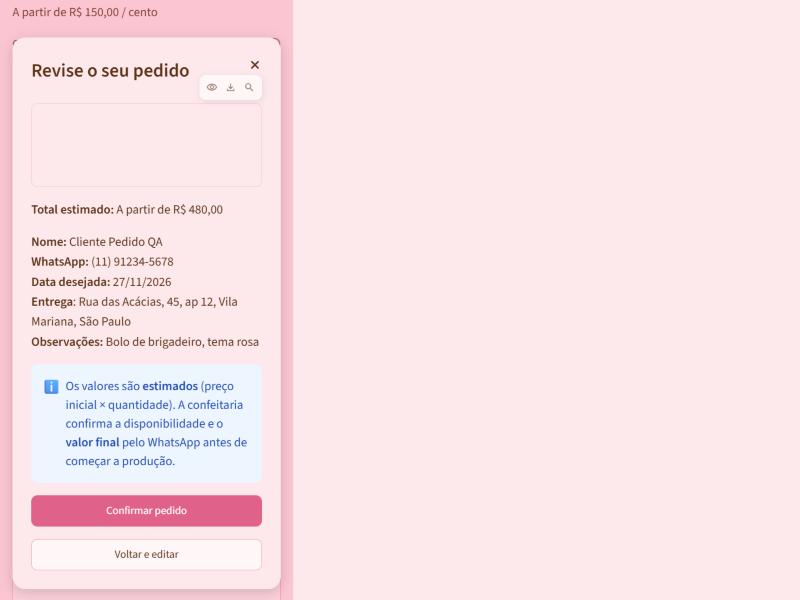 A partir de R$ 150,00 / cento
Revise o seu pedido
Total estimado: A partir de R$ 480,00
Nome: Cliente Pedido QA
WhatsApp: (11) 91234-5678
Data desejada: 27/11/2026
Entrega: Rua das Acácias, 45, ap 12, Vila
Mariana, São Paulo
Observações: Bolo de brigadeiro, tema rosa
Os valores são estimados (preço
inicial × quantidade). A confeitaria
confirma a disponibilidade e o
valor final pelo WhatsApp antes de
começar a produção.
Confirmar pedido
Voltar e editar